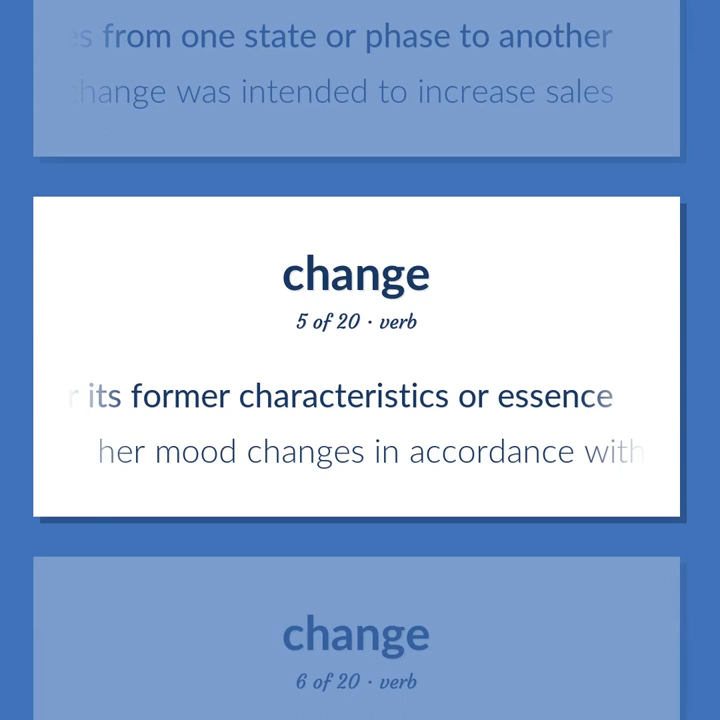 from one state or phase to another
change was intended to increase sales
change
5 of 20 · verb
its former characteristics or essence
her mood changes in accordance with
change
6 of 20 · verb